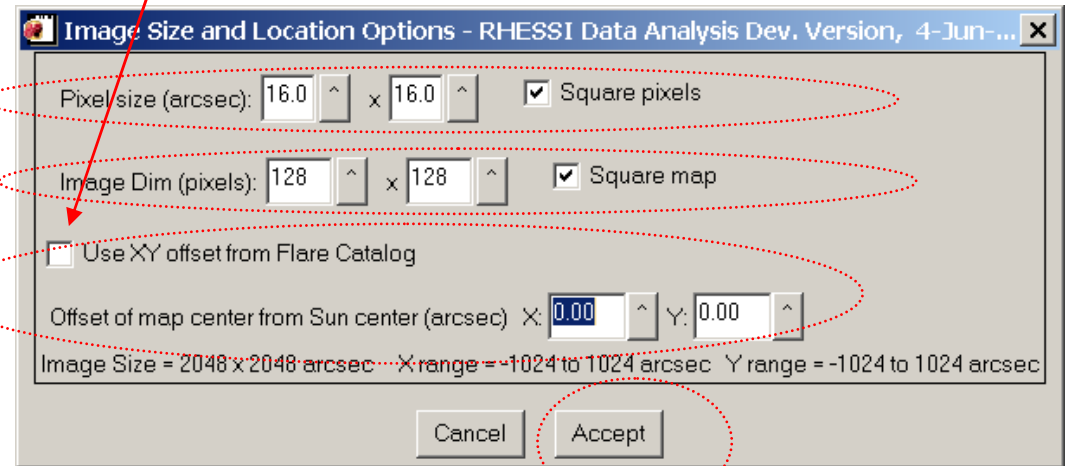 Image Size and Location Options - RHESSI Data Analysis Dev. Version, 4-Jun-...
Pixel size (arcsec): 16.0 x 16.0 Square pixels
Image Dim (pixels): 128 x 128 Square map
Use XY offset from Flare Catalog
Offset of map center from Sun center (arcsec) X: 0.00 Y: 0.00
Image Size = 2048 x 2048 arcsec X range = -1024 to 1024 arcsec Y range = -1024 to 1024 arcsec
Cancel Accept